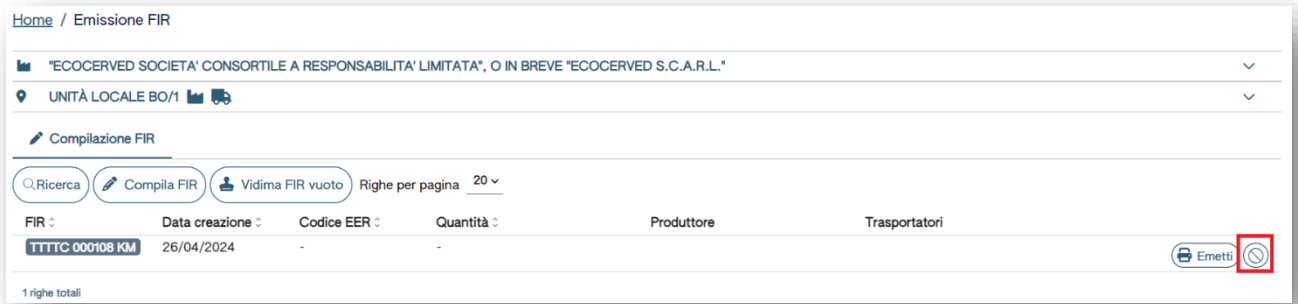 Home / Emissione FIR
"ECOCERVED SOCIETA' CONSORTILE A RESPONSABILITA' LIMITATA", O IN BREVE "ECOCERVED S.C.A.R.L."
UNITÀ LOCALE BO/1
Compilazione FIR
Ricerca Compila FIR Vidima FIR vuoto Righe per pagina 20
FIR Data creazione Codice EER Quantità Produttore Trasportatori
TTTTC 000108 KM 26/04/2024 - - Emetti
1 righe totali